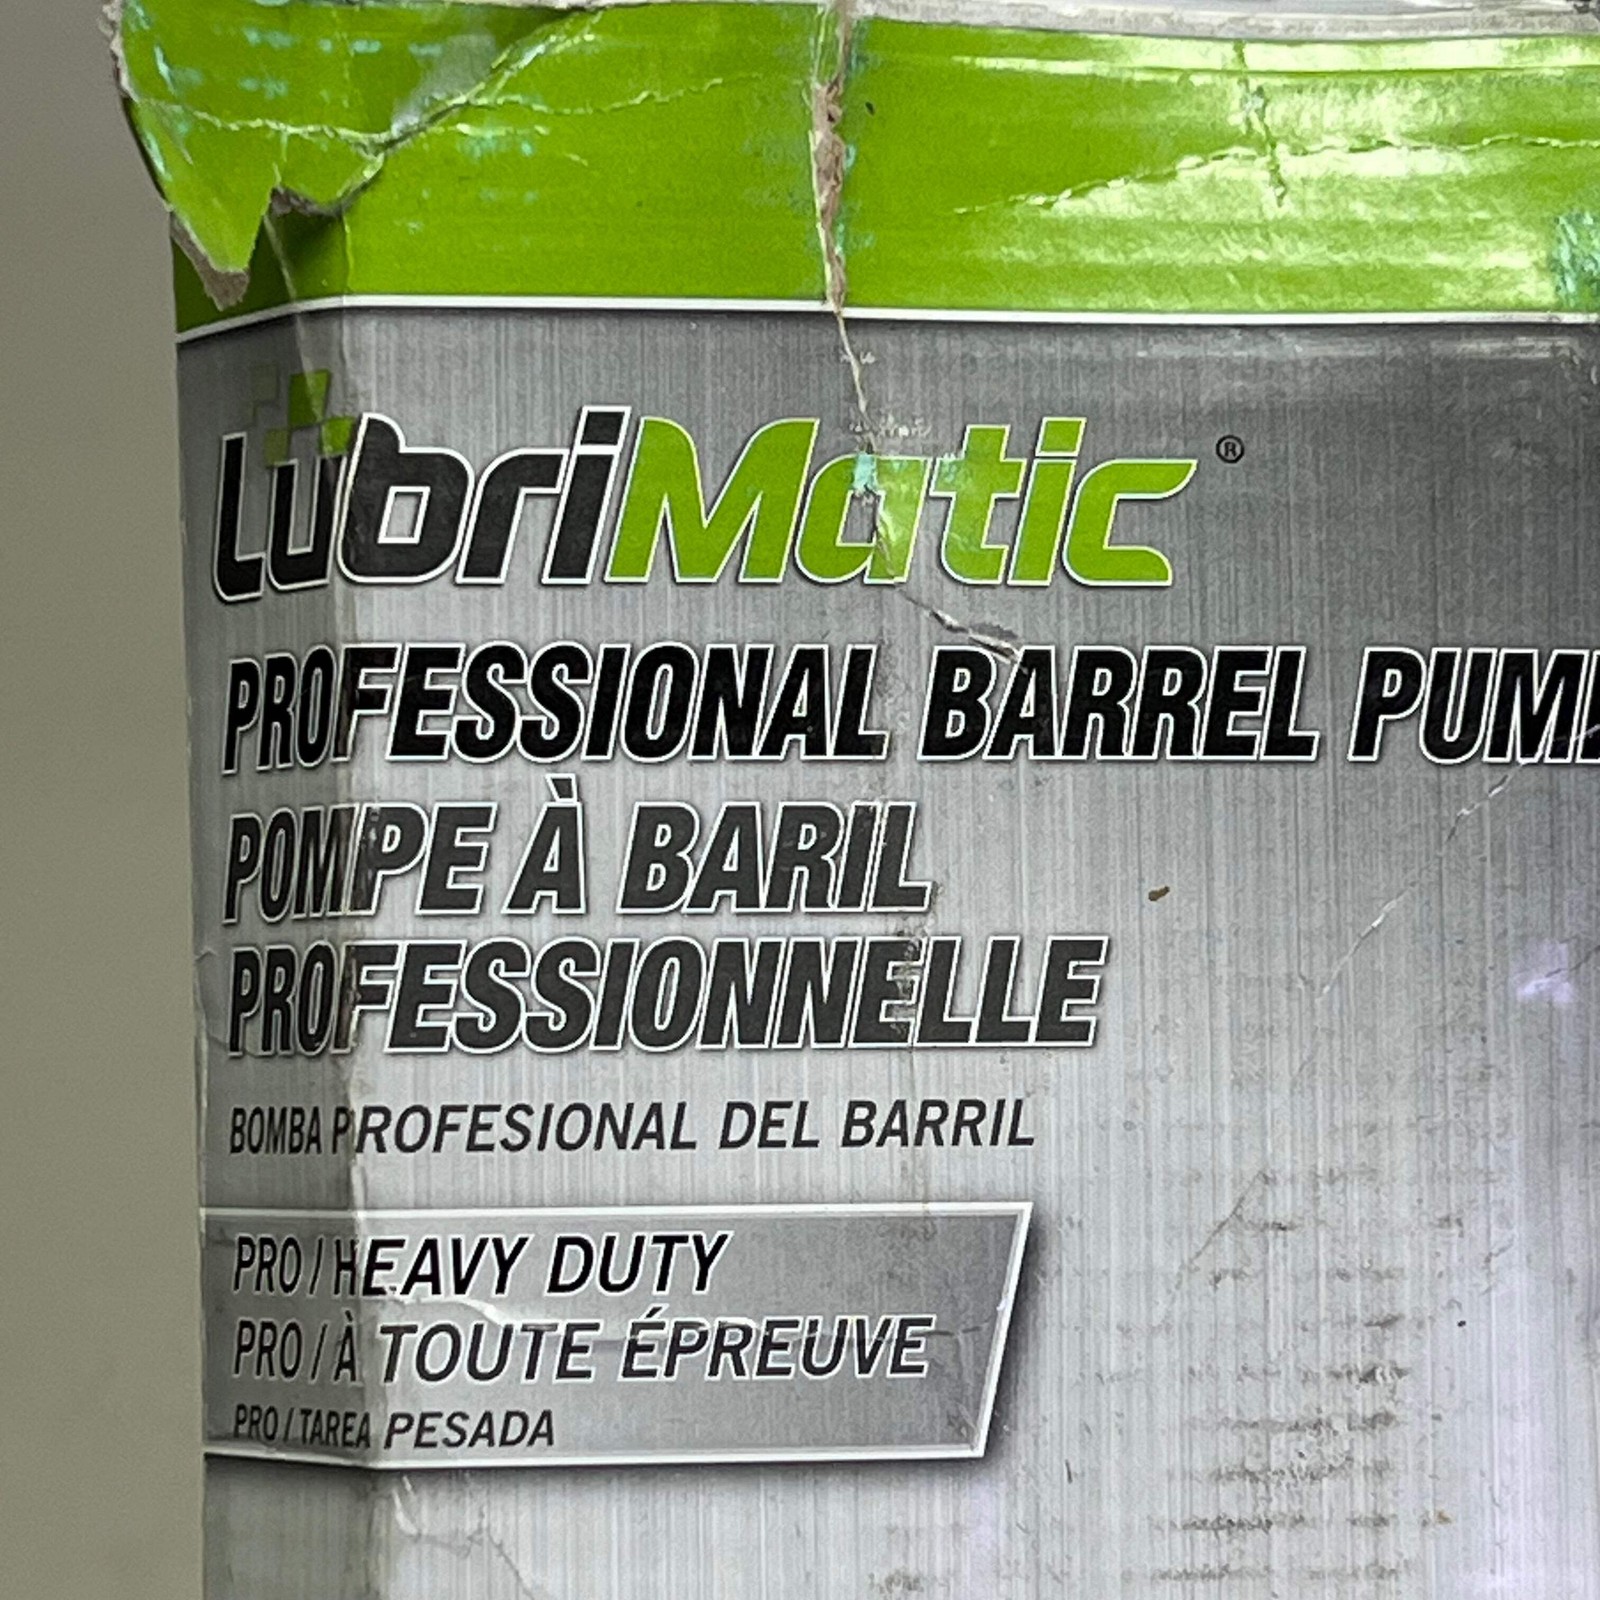 LubriMatic®
PROFESSIONAL BARREL PUMP
POMPE À BARIL
PROFESSIONNELLE
BOMBA PROFESIONAL DEL BARRIL
PRO / HEAVY DUTY
PRO / À TOUTE ÉPREUVE
PRO / TAREA PESADA